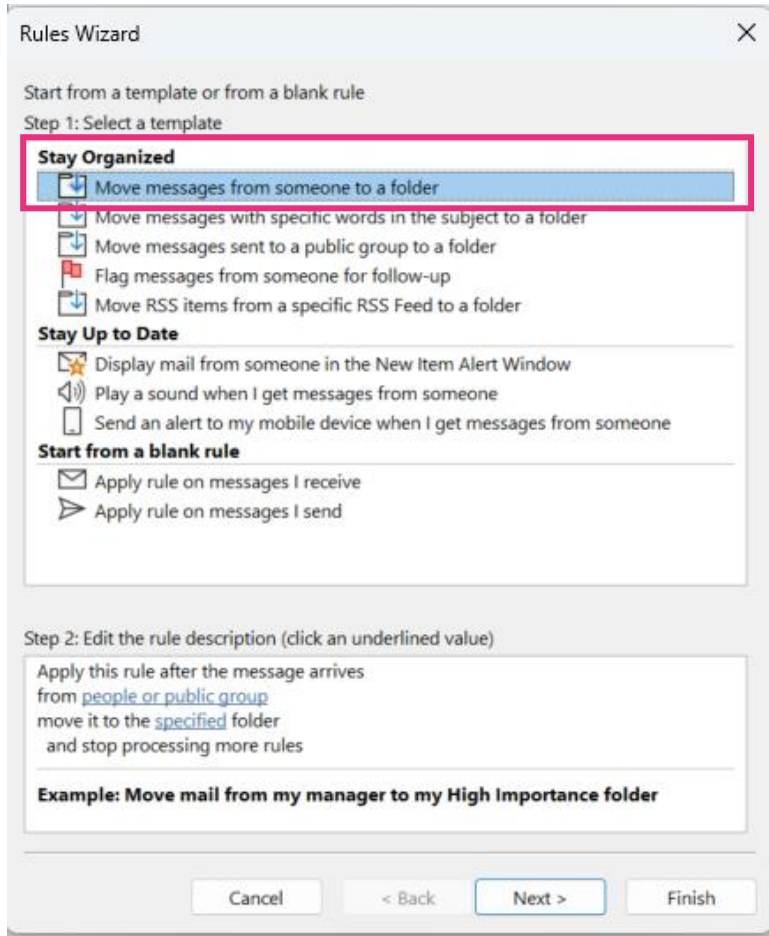 Rules Wizard
Start from a template or from a blank rule
Step 1: Select a template
Stay Organized
Move messages from someone to a folder
Move messages with specific words in the subject to a folder
Move messages sent to a public group to a folder
Flag messages from someone for follow-up
Move RSS items from a specific RSS Feed to a folder
Stay Up to Date
Display mail from someone in the New Item Alert Window
Play a sound when I get messages from someone
Send an alert to my mobile device when I get messages from someone
Start from a blank rule
Apply rule on messages I receive
Apply rule on messages I send
Step 2: Edit the rule description (click an underlined value)
Apply this rule after the message arrives
from people or public group
move it to the specified folder
and stop processing more rules
Example: Move mail from my manager to my High Importance folder
Cancel < Back Next > Finish